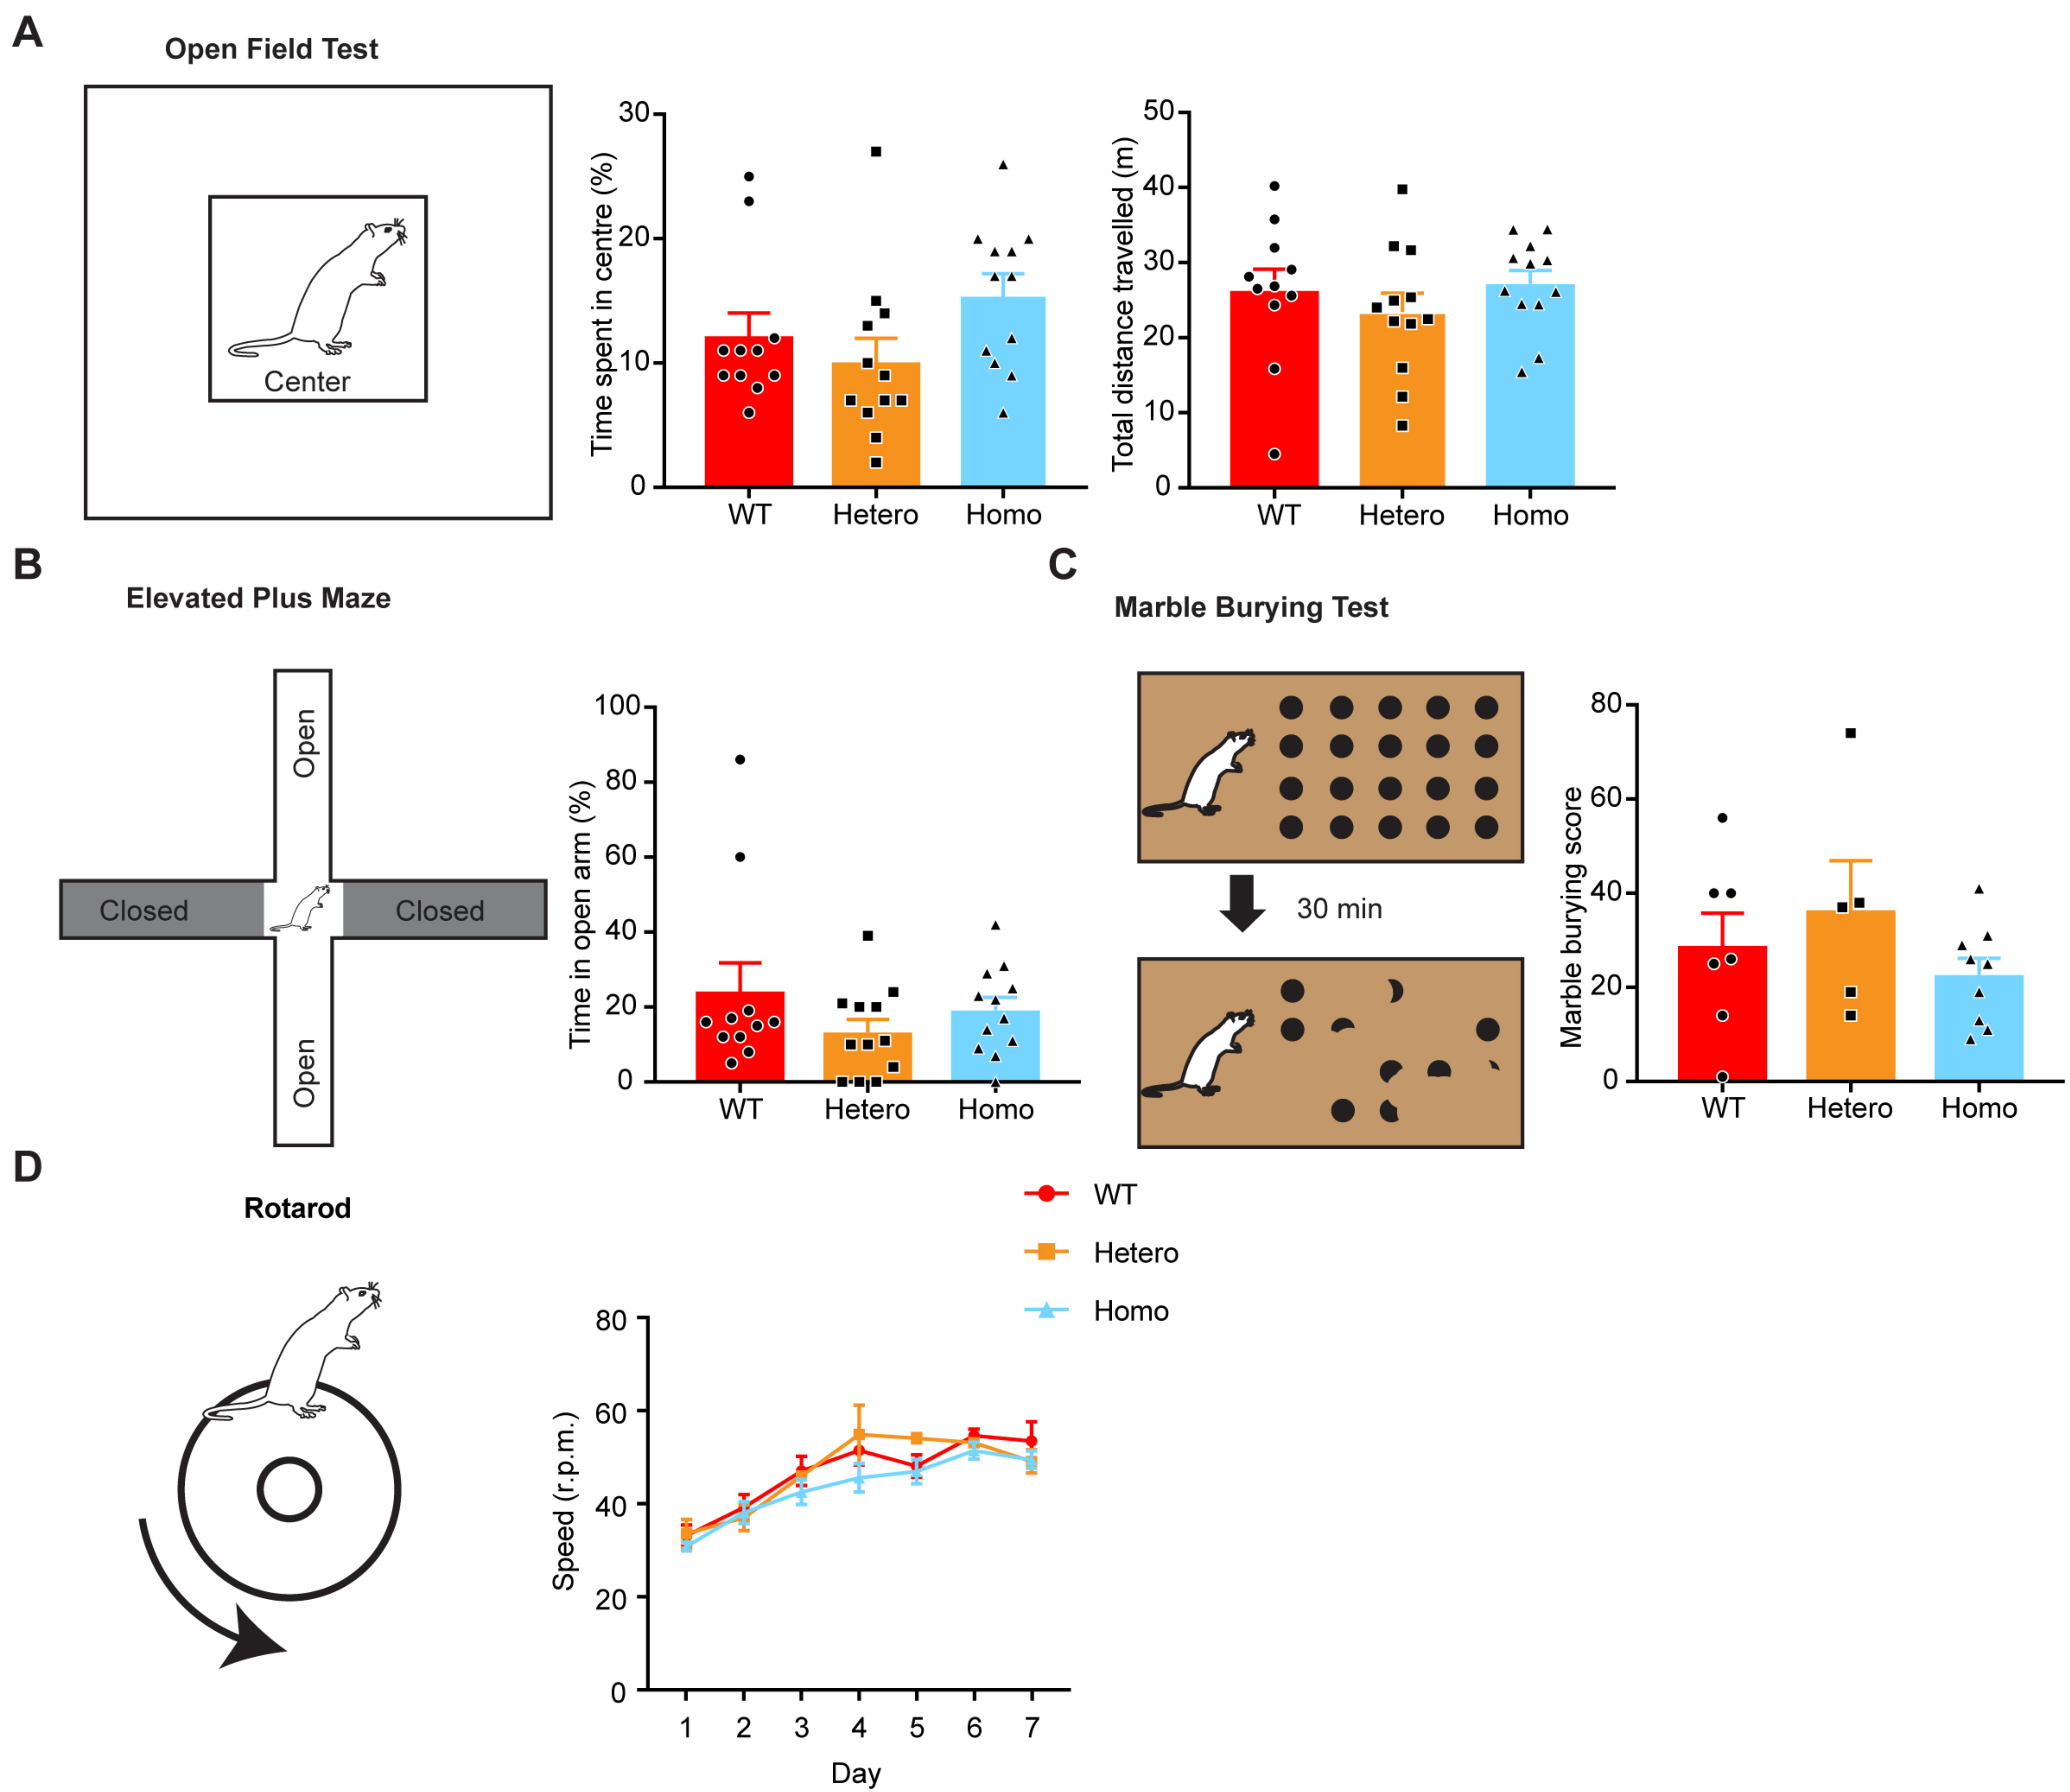 A
Open Field Test
Center
Time spent in centre (%)
30
20
10
0
WT Hetero Homo
Total distance travelled (m)
50
40
30
20
10
0
WT Hetero Homo
B
Elevated Plus Maze
Open
Closed
Closed
Open
Time in open arm (%)
100
80
60
40
20
0
WT Hetero Homo
C
Marble Burying Test
30 min
Marble burying score
80
60
40
20
0
WT Hetero Homo
D
Rotarod
WT
Hetero
Homo
Speed (r.p.m.)
80
60
40
20
0
1 2 3 4 5 6 7
Day